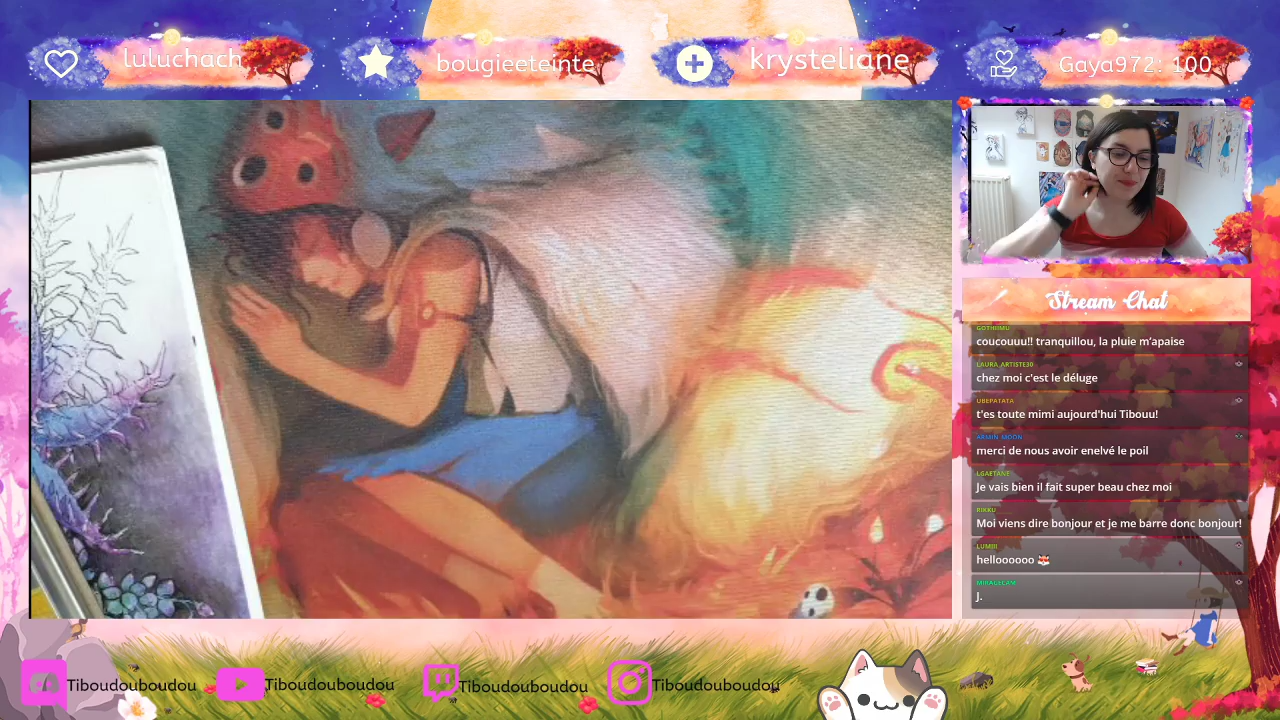 luluchach
bougieeteinte
krysteliane
Gaya972: 100
Stream Chat
GOTHIIMU
coucouuu!! tranquillou, la pluie m'apaise
LAURA_ARTISTE30
chez moi c'est le déluge
UBEPATATA
t'es toute mimi aujourd'hui Tibouu!
ARMIN_MOON
merci de nous avoir enelvé le poil
LGAETANE
Je vais bien il fait super beau chez moi
RIKKU
Moi viens dire bonjour et je me barre donc bonjour!
LUMIII
helloooooo 🦊
MIRAGECAM
J.
Tiboudouboudou
Tiboudouboudou
Tiboudouboudou
Tiboudouboudou